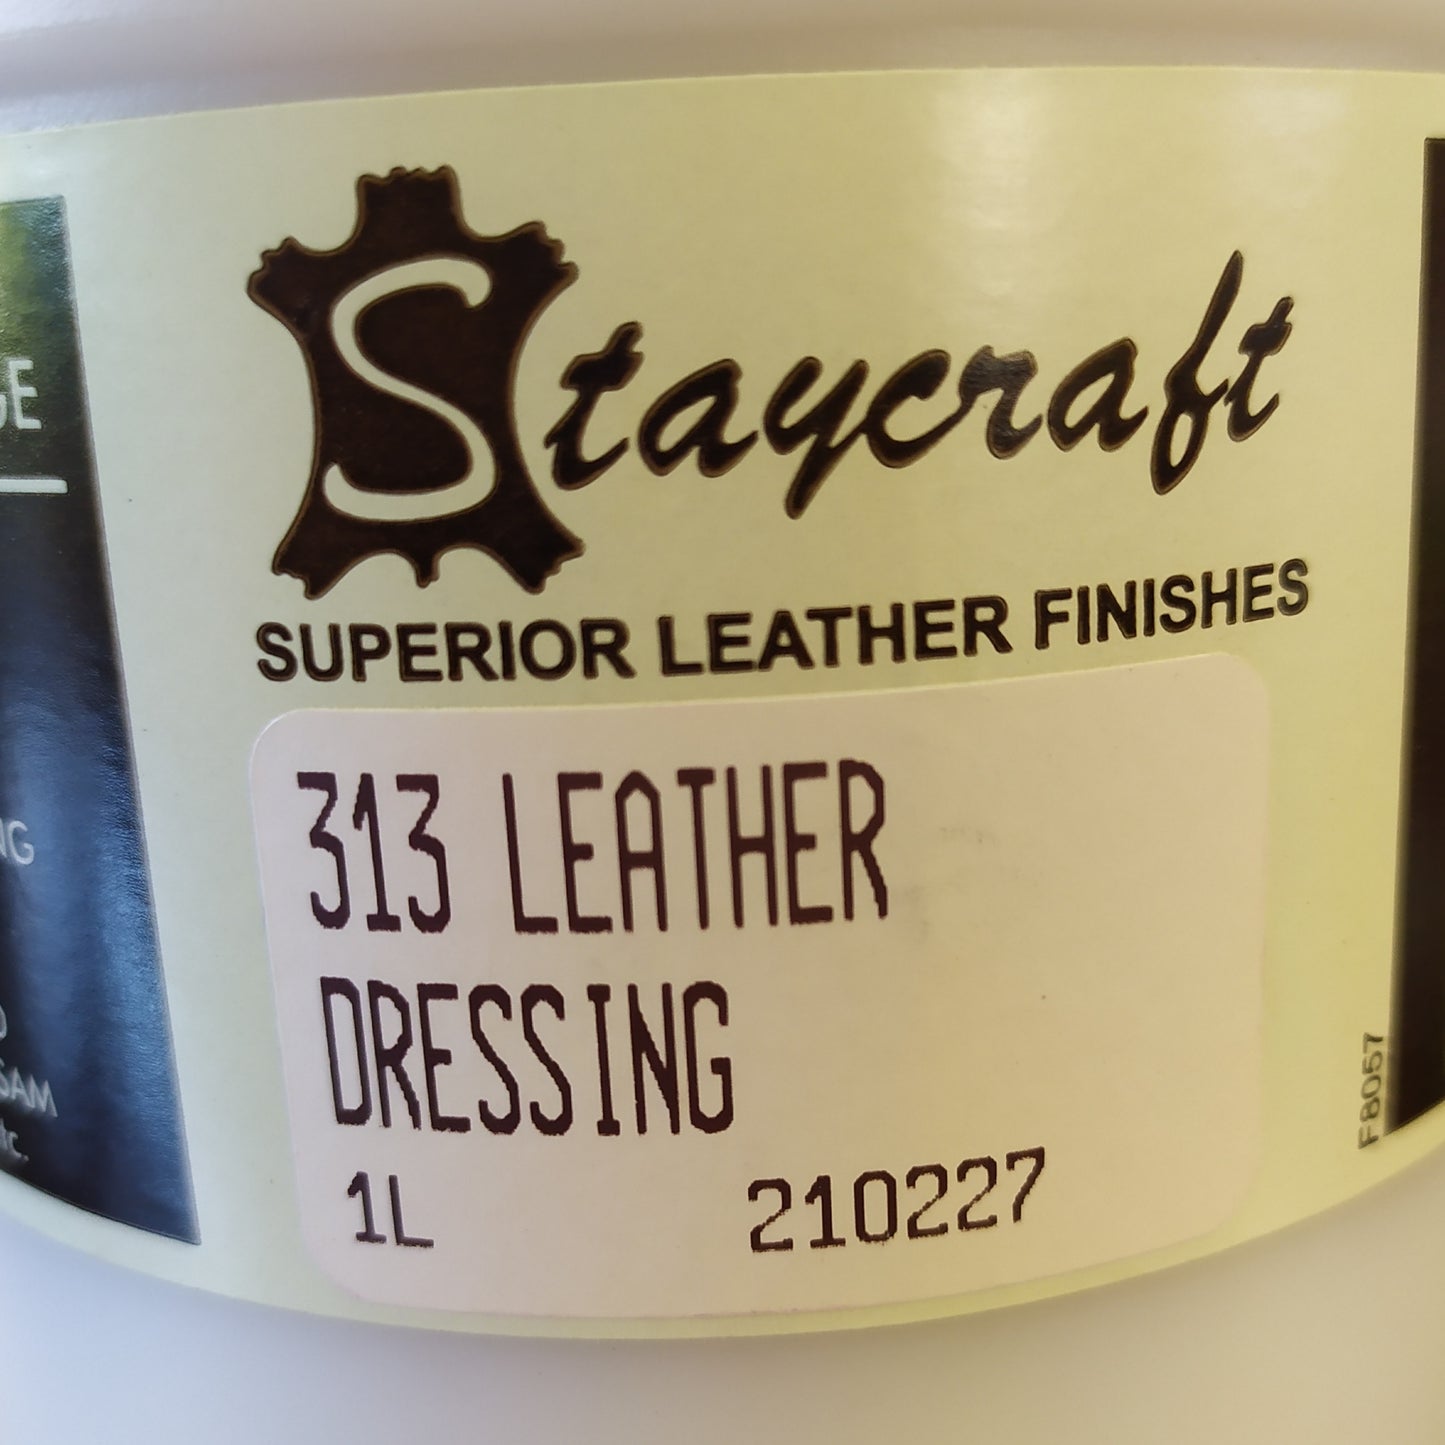 Staycraft
SUPERIOR LEATHER FINISHES
313 LEATHER
DRESSING
1L 210227
F8057